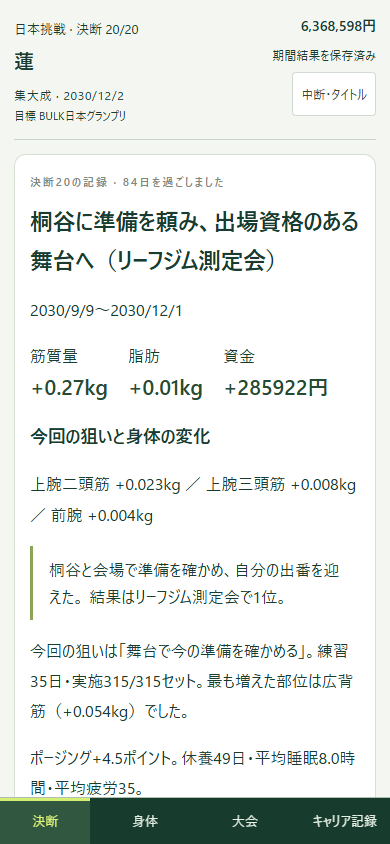 日本挑戦・決断 20/20
6,368,598円
蓮
期間結果を保存済み
集大成・2030/12/2
目標 BULK日本グランプリ
中断・タイトル
決断20の記録・84日を過ごしました
桐谷に準備を頼み、出場資格のある
舞台へ（リーフジム測定会）
2030/9/9～2030/12/1
筋質量 脂肪 資金
+0.27kg +0.01kg +285922円
今回の狙いと身体の変化
上腕二頭筋 +0.023kg ／ 上腕三頭筋 +0.008kg
／ 前腕 +0.004kg
桐谷と会場で準備を確かめ、自分の出番を迎
えた。結果はリーフジム測定会で1位。
今回の狙いは「舞台で今の準備を確かめる」。練習
35日・実施315/315セット。最も増えた部位は広背
筋（+0.054kg）でした。
ポージング+4.5ポイント。休養49日・平均睡眠8.0時
間・平均疲労35。
決断 身体 大会 キャリア記録